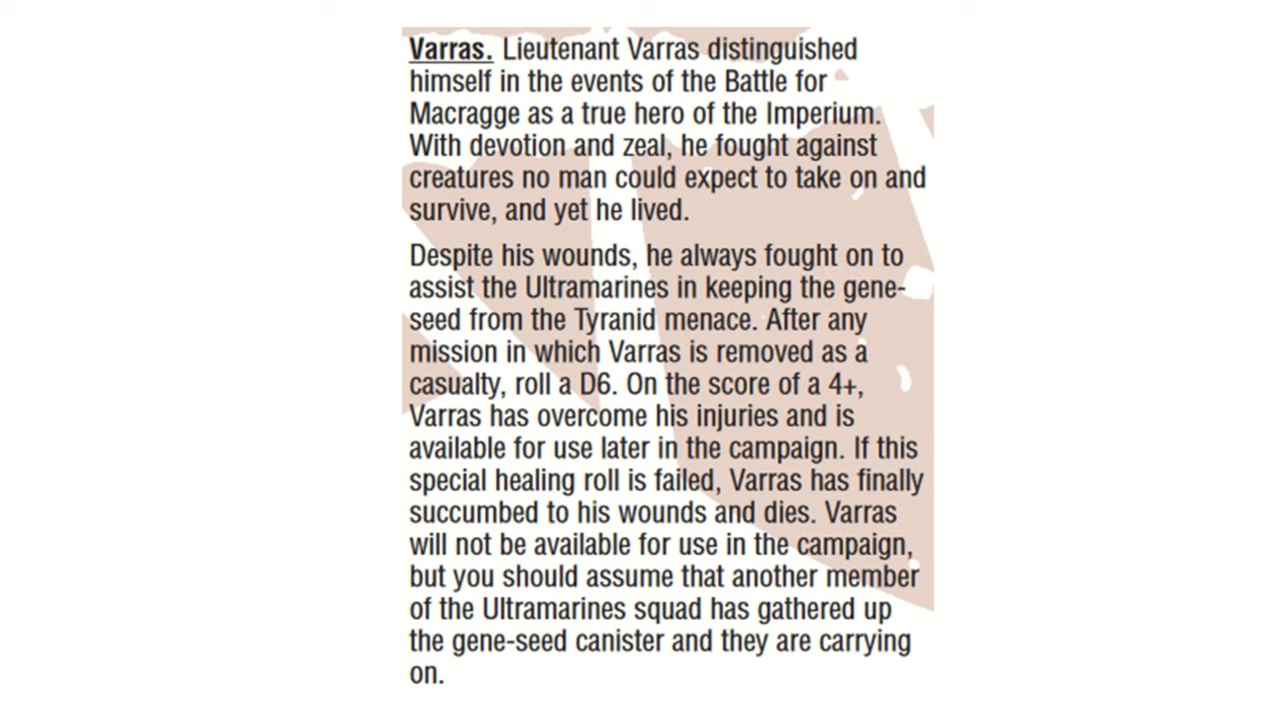 Varras. Lieutenant Varras distinguished
himself in the events of the Battle for
Macragge as a true hero of the Imperium.
With devotion and zeal, he fought against
creatures no man could expect to take on and
survive, and yet he lived.
Despite his wounds, he always fought on to
assist the Ultramarines in keeping the gene-
seed from the Tyranid menace. After any
mission in which Varras is removed as a
casualty, roll a D6. On the score of a 4+,
Varras has overcome his injuries and is
available for use later in the campaign. If this
special healing roll is failed, Varras has finally
succumbed to his wounds and dies. Varras
will not be available for use in the campaign,
but you should assume that another member
of the Ultramarines squad has gathered up
the gene-seed canister and they are carrying
on.